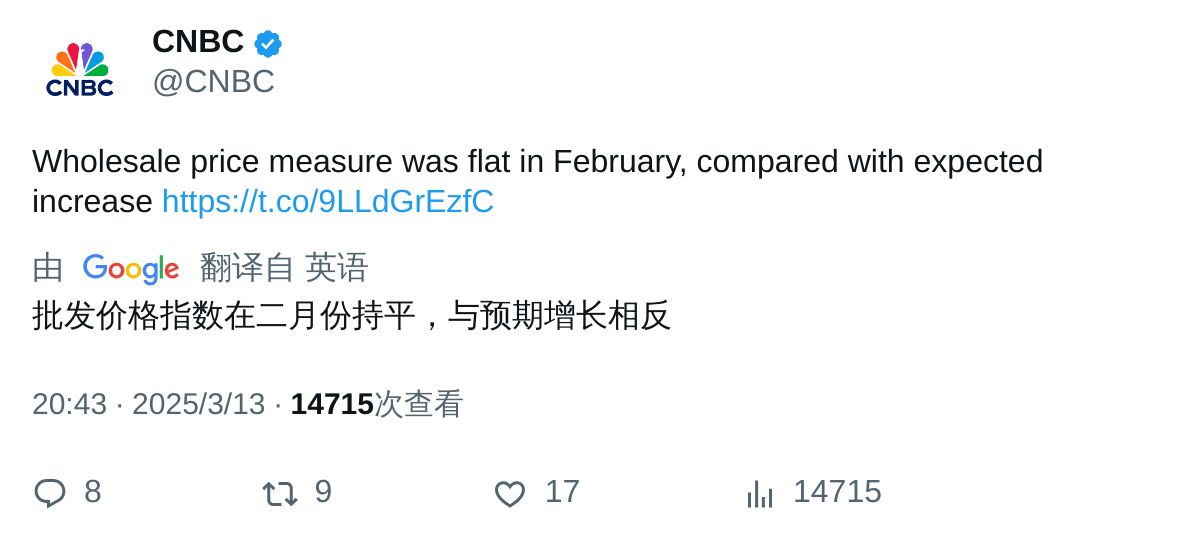 CNBC
CNBC
@CNBC
Wholesale price measure was flat in February, compared with expected
increase https://t.co/9LLdGrEzfC
由 Google 翻译自 英语
批发价格指数在二月份持平，与预期增长相反
20:43 · 2025/3/13 · 14715次查看
8 9 17 14715